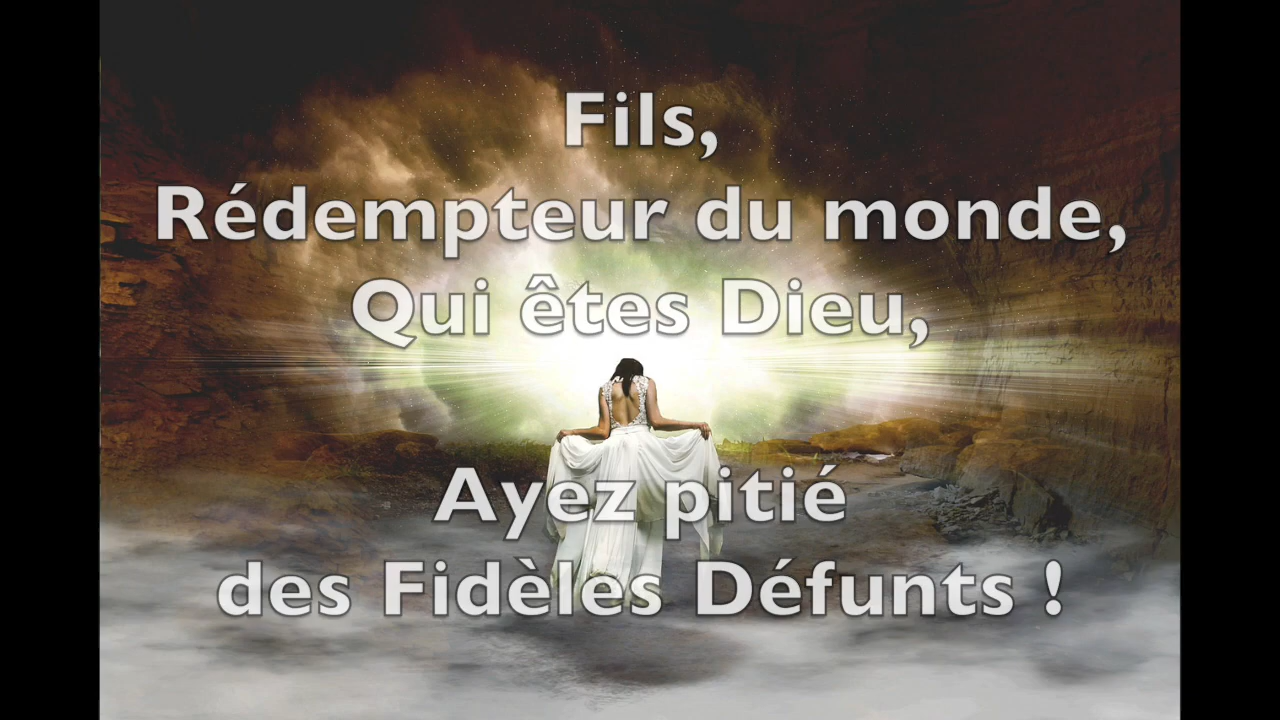 Fils,
Rédempteur du monde,
Qui êtes Dieu,
Ayez pitié
des Fidèles Défunts !